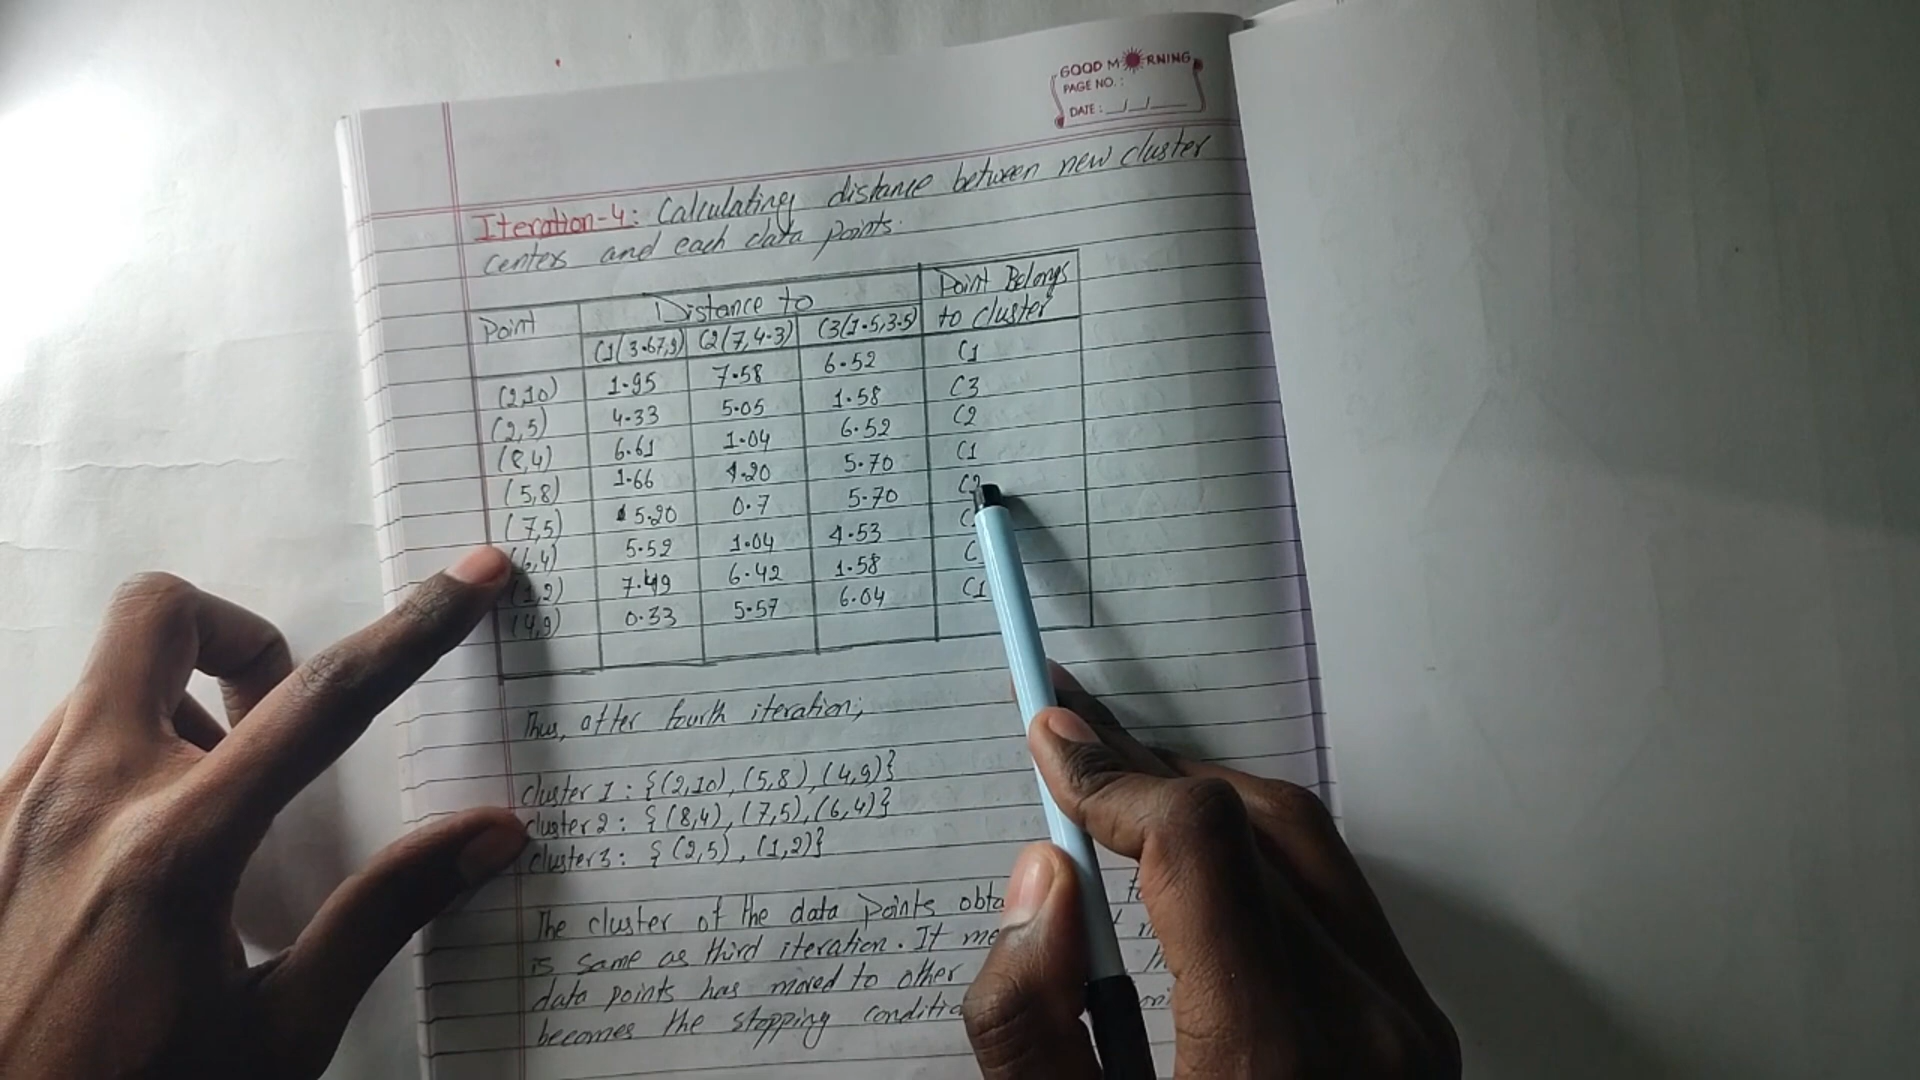 GOOD MORNING
PAGE NO. :
DATE : __/__/____
Iteration-4: Calculating distance between new cluster
centers and each data points.
Point Distance to Point Belongs
to cluster
C1(3.67,9) C2(7,4.3) C3(1.5,3.5)
(2,10) 1.95 7.58 6.52 C1
(2,5) 4.33 5.05 1.58 C3
(8,4) 6.61 1.04 6.52 C2
(5,8) 1.66 4.20 5.70 C1
(7,5) 5.20 0.7 5.70 C2
(6,4) 5.52 1.04 4.53
(1,2) 7.49 6.42 1.58
(4,9) 0.33 5.57 6.04 C1
Thus, after fourth iteration;
cluster 1 : {(2,10), (5,8), (4,9)}
cluster 2 : {(8,4), (7,5), (6,4)}
cluster 3 : {(2,5), (1,2)}
The cluster of the data points
is same as third iteration. It
data points has moved to other
becomes the stopping